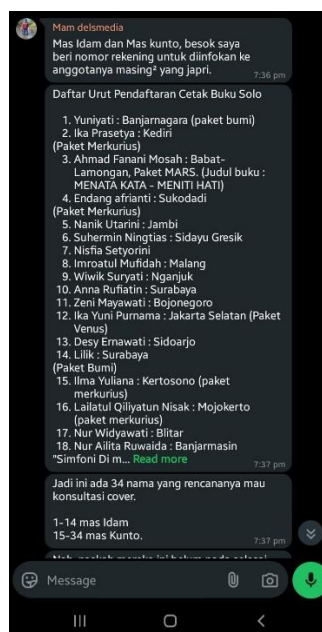 Mam delsmedia
Mas Idam dan Mas kunto, besok saya
beri nomor rekening untuk diinfokan ke
anggotanya masing² yang japri.
7:36 pm
Daftar Urut Pendaftaran Cetak Buku Solo
1. Yuniyati : Banjarnagara (paket bumi)
2. Ika Prasetya : Kediri
(Paket Merkurius)
3. Ahmad Fanani Mosah : Babat-
Lamongan, Paket MARS. (Judul buku :
MENATA KATA - MENITI HATI)
4. Endang afrianti : Sukodadi
(Paket Merkurius)
5. Nanik Utarini : Jambi
6. Suhermin Ningtias : Sidayu Gresik
7. Nisfia Setyorini
8. Imroatul Mufidah : Malang
9. Wiwik Suryati : Nganjuk
10. Anna Rufiatin : Surabaya
11. Zeni Mayawati : Bojonegoro
12. Ika Yuni Purnama : Jakarta Selatan (Paket
Venus)
13. Desy Ernawati : Sidoarjo
14. Lilik : Surabaya
(Paket Bumi)
15. Ilma Yuliana : Kertosono (paket
merkurius)
16. Lailatul Qiliyatun Nisak : Mojokerto
(paket merkurius)
17. Nur Widyawati : Blitar
18. Nur Ailita Ruwaida : Banjarmasin
"Simfoni Di m... Read more
7:37 pm
Jadi ini ada 34 nama yang rencananya mau
konsultasi cover.
1-14 mas Idam
15-34 mas Kunto.
7:37 pm
Message